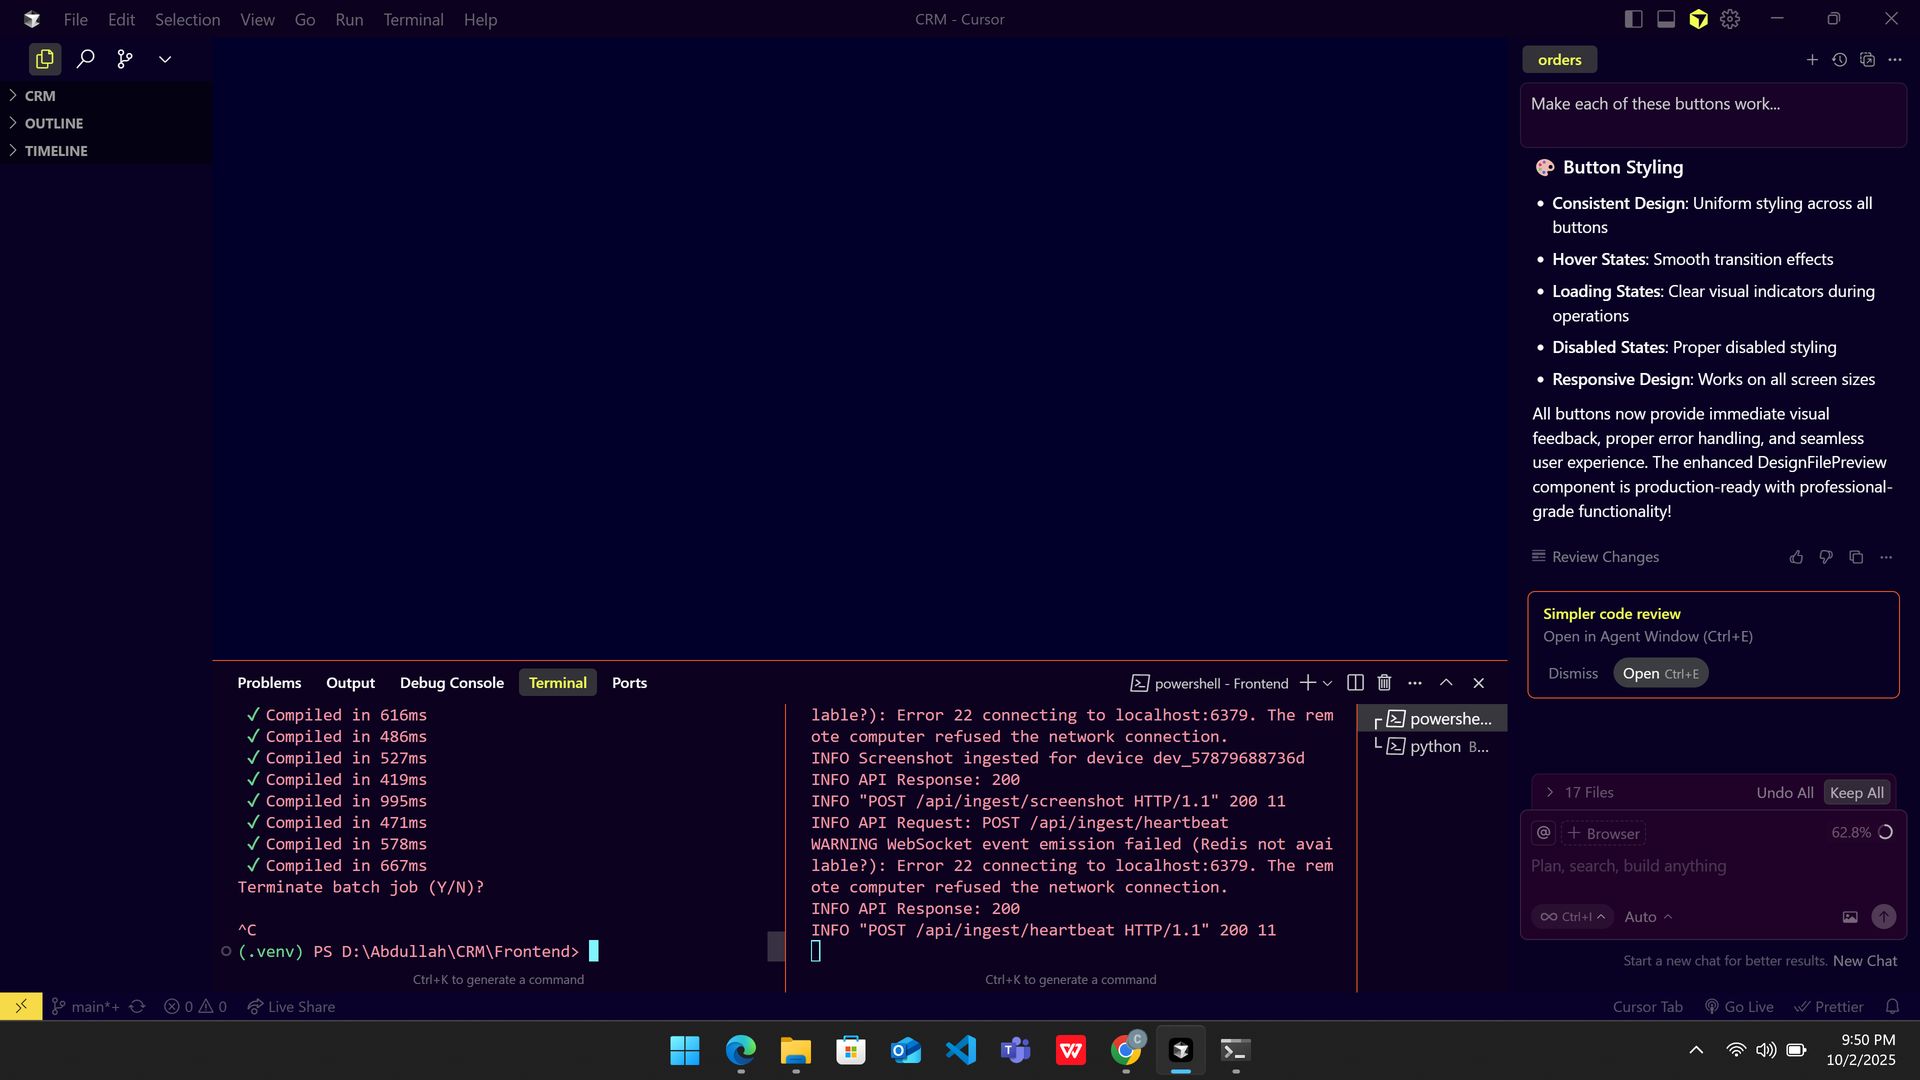 File Edit Selection View Go Run Terminal Help
CRM - Cursor
CRM
OUTLINE
TIMELINE
orders
Make each of these buttons work...
🎨 Button Styling
• Consistent Design: Uniform styling across all
buttons
• Hover States: Smooth transition effects
• Loading States: Clear visual indicators during
operations
• Disabled States: Proper disabled styling
• Responsive Design: Works on all screen sizes
All buttons now provide immediate visual
feedback, proper error handling, and seamless
user experience. The enhanced DesignFilePreview
component is production-ready with professional-
grade functionality!
Review Changes
Simpler code review
Open in Agent Window (Ctrl+E)
Dismiss Open Ctrl+E
17 Files Undo All Keep All
@ + Browser 62.8%
Plan, search, build anything
∞ Ctrl+I Auto
Start a new chat for better results. New Chat
Problems Output Debug Console Terminal Ports
powershell - Frontend
✓ Compiled in 616ms
✓ Compiled in 486ms
✓ Compiled in 527ms
✓ Compiled in 419ms
✓ Compiled in 995ms
✓ Compiled in 471ms
✓ Compiled in 578ms
✓ Compiled in 667ms
Terminate batch job (Y/N)?
^C
(.venv) PS D:\Abdullah\CRM\Frontend>
Ctrl+K to generate a command
lable?): Error 22 connecting to localhost:6379. The rem
ote computer refused the network connection.
INFO Screenshot ingested for device dev_57879688736d
INFO API Response: 200
INFO "POST /api/ingest/screenshot HTTP/1.1" 200 11
INFO API Request: POST /api/ingest/heartbeat
WARNING WebSocket event emission failed (Redis not avai
lable?): Error 22 connecting to localhost:6379. The rem
ote computer refused the network connection.
INFO API Response: 200
INFO "POST /api/ingest/heartbeat HTTP/1.1" 200 11
Ctrl+K to generate a command
powershe...
python B...
main*+ 0 0 Live Share
Cursor Tab Go Live Prettier
9:50 PM
10/2/2025